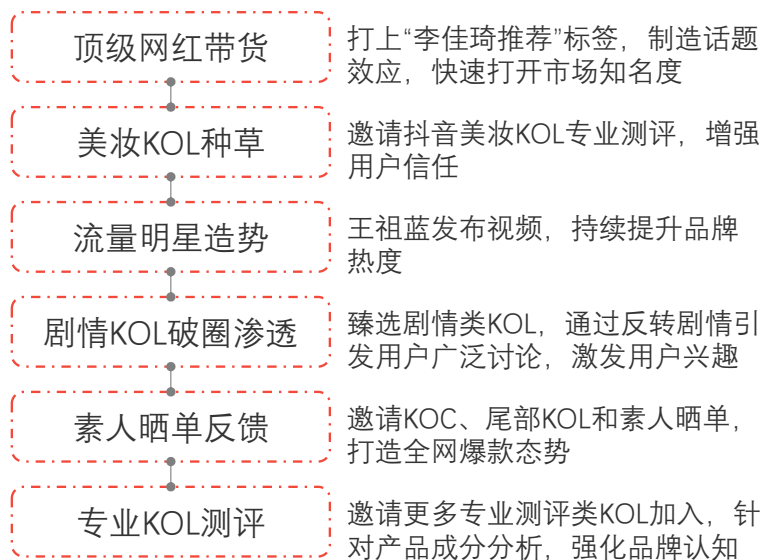 顶级网红带货
打上“李佳琦推荐”标签，制造话题
效应，快速打开市场知名度
美妆KOL种草
邀请抖音美妆KOL专业测评，增强
用户信任
流量明星造势
王祖蓝发布视频，持续提升品牌
热度
剧情KOL破圈渗透
臻选剧情类KOL，通过反转剧情引
发用户广泛讨论，激发用户兴趣
素人晒单反馈
邀请KOC、尾部KOL和素人晒单，
打造全网爆款态势
专业KOL测评
邀请更多专业测评类KOL加入，针
对产品成分分析，强化品牌认知